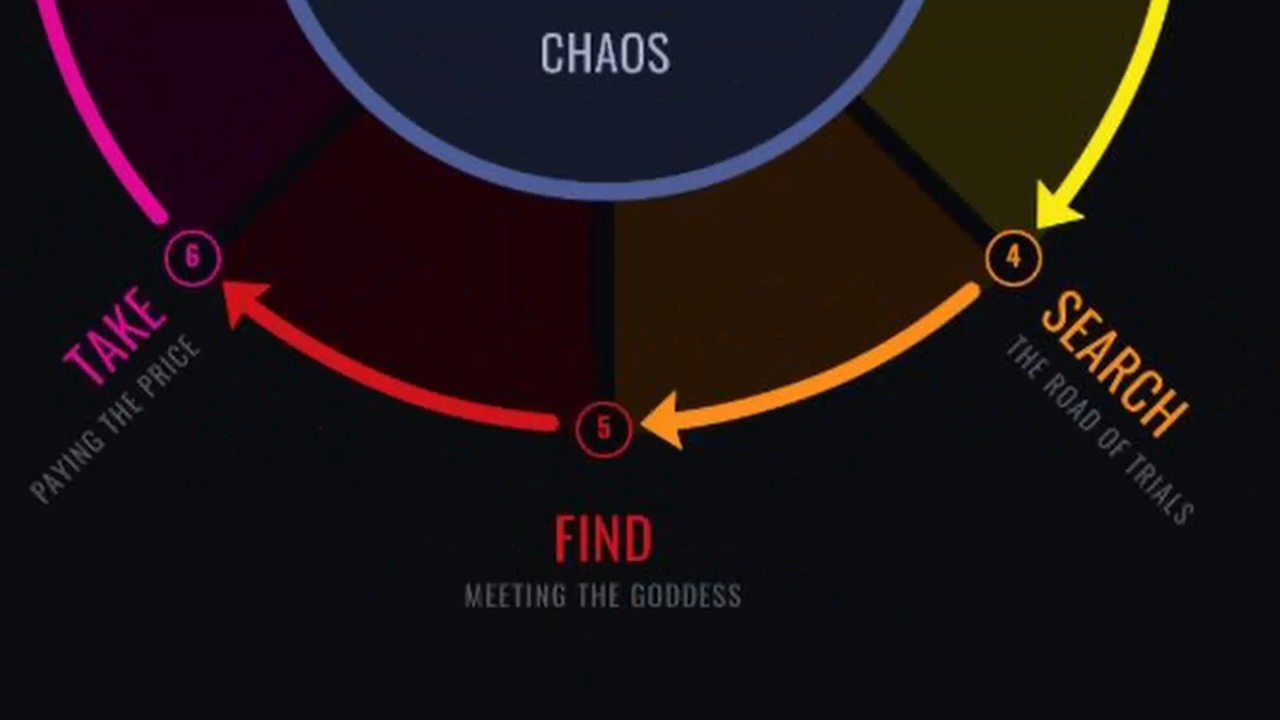 CHAOS
6
4
TAKE
PAYING THE PRICE
SEARCH
THE ROAD OF TRIALS
5
FIND
MEETING THE GODDESS